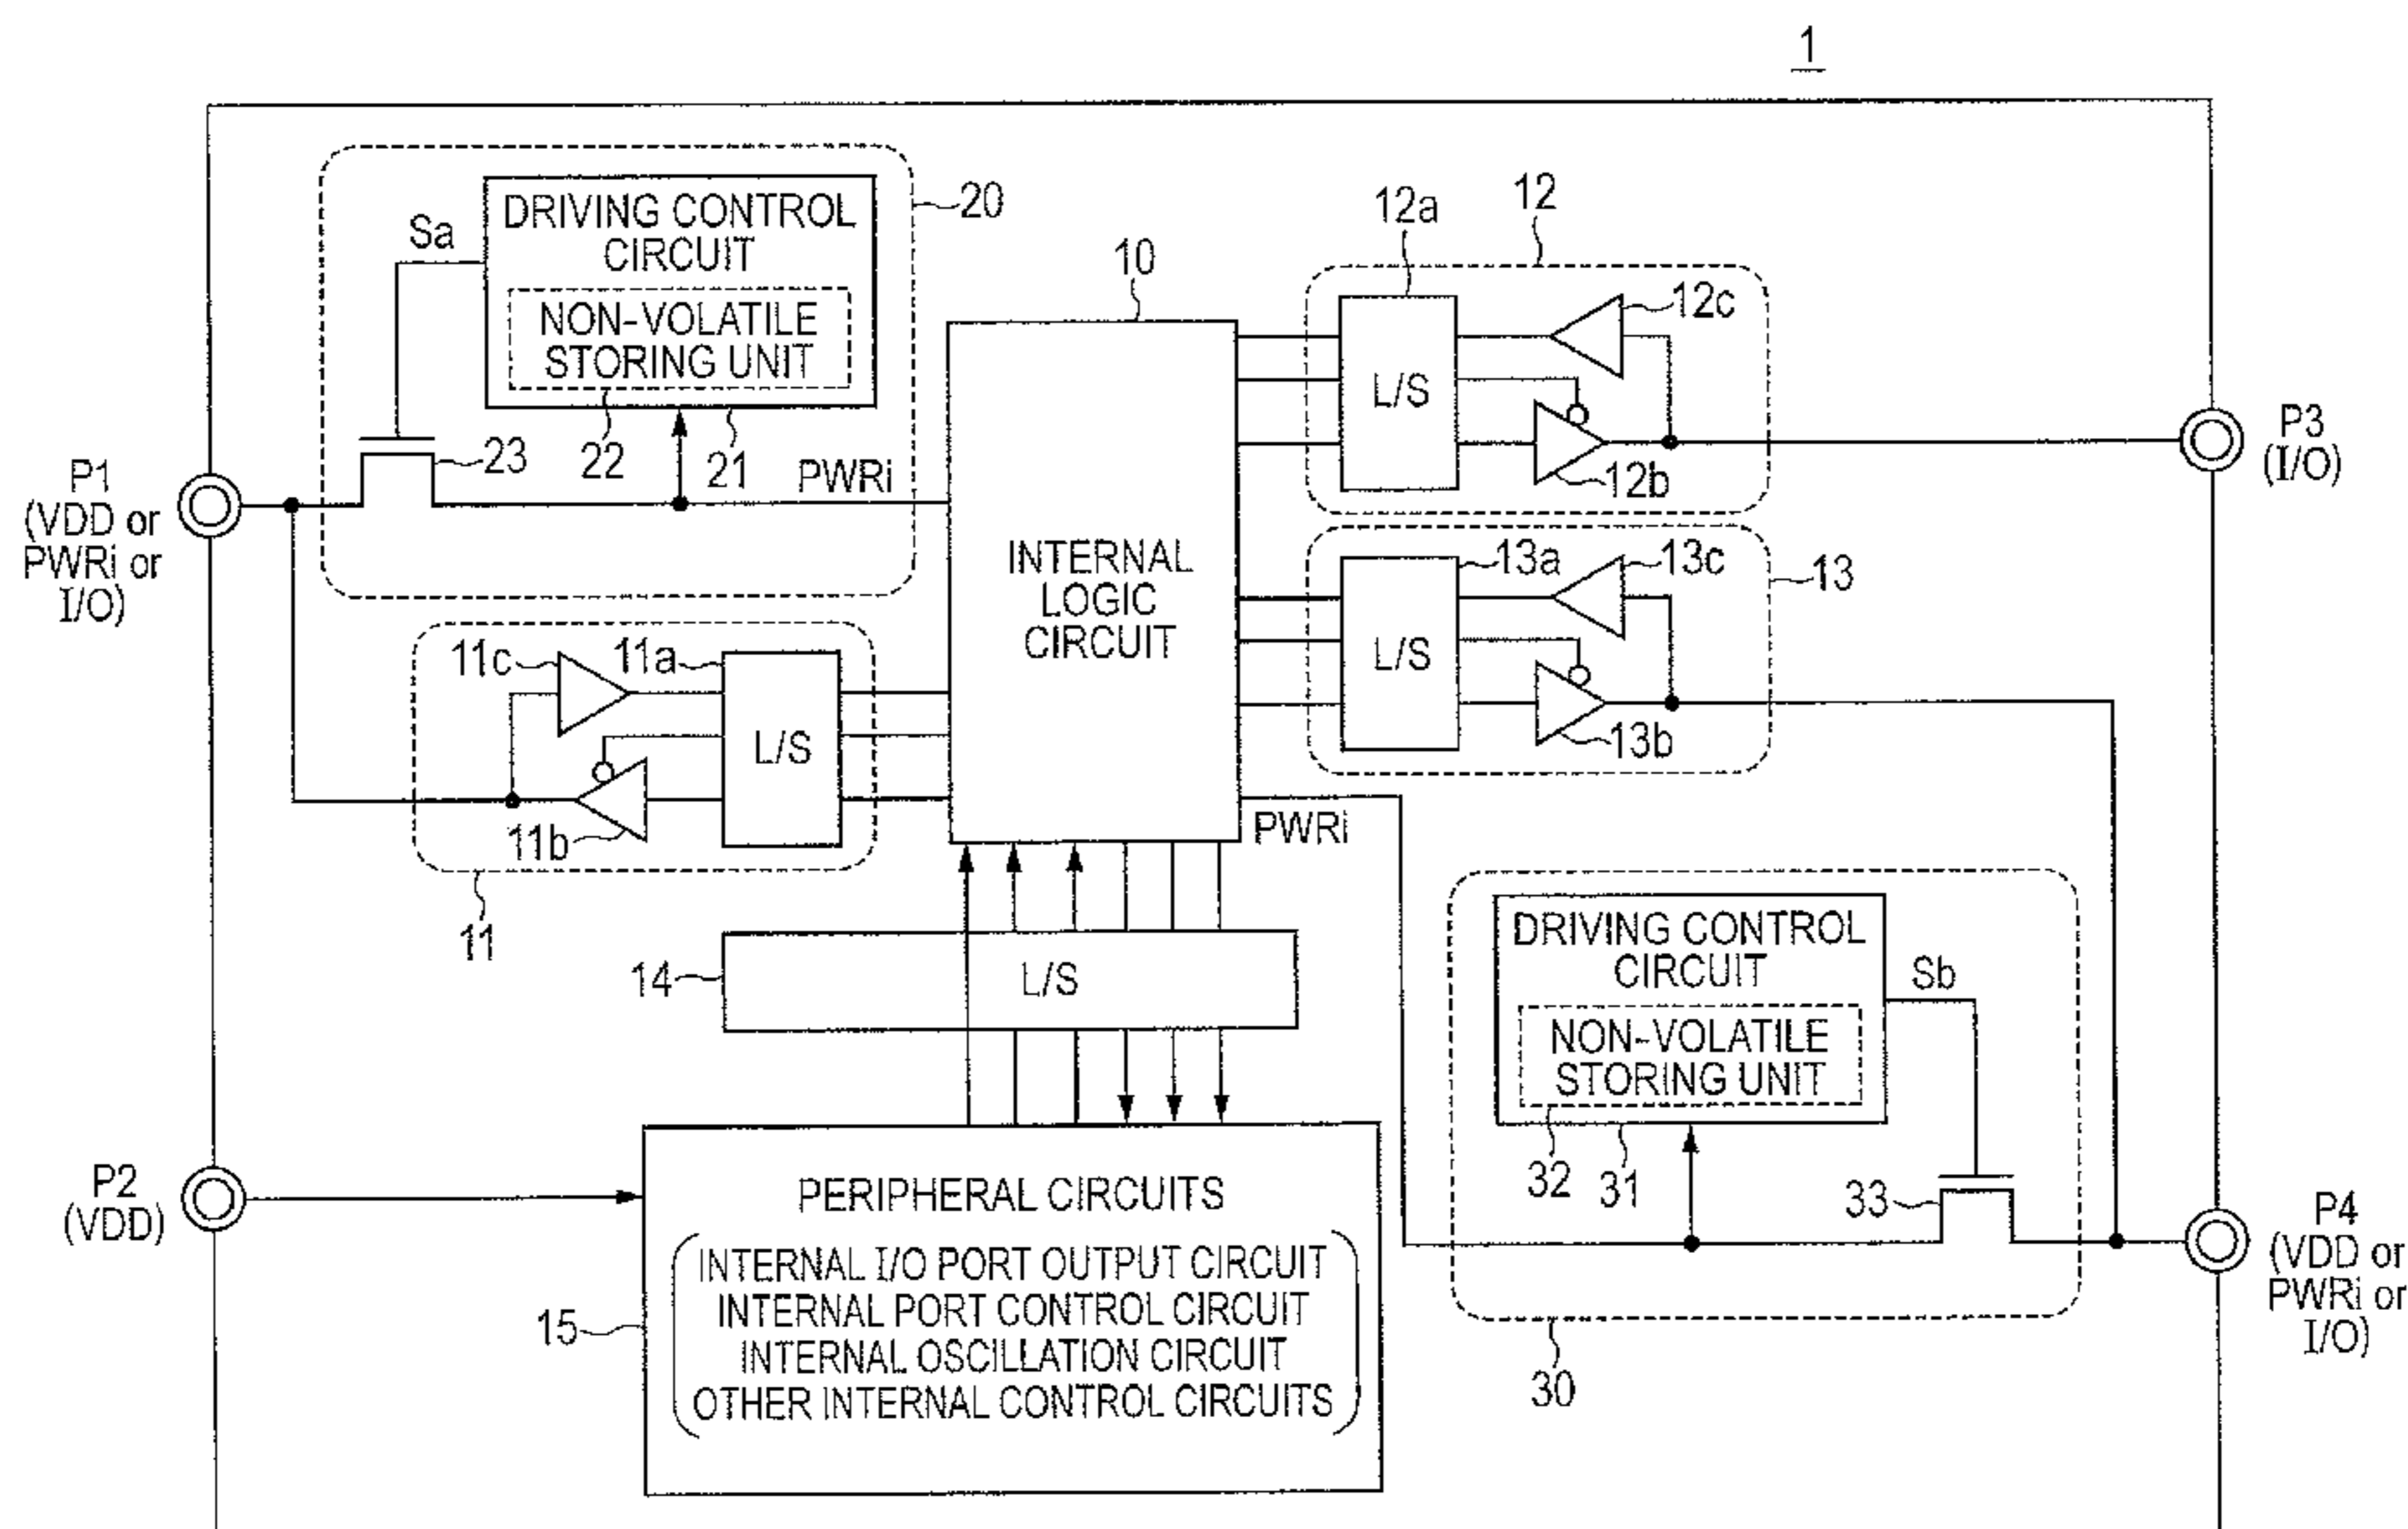 1
20
DRIVING CONTROL
CIRCUIT
Sa
NON-VOLATILE
STORING UNIT
22
21
23
PWRi
P1
(VDD or
PWRi or
I/O)
10
INTERNAL
LOGIC
CIRCUIT
12a
12
12c
L/S
12b
P3
(I/O)
13a
13c
13
L/S
13b
11c
11a
L/S
11b
11
PWRi
14
L/S
DRIVING CONTROL
CIRCUIT
Sb
NON-VOLATILE
STORING UNIT
32
31
33
30
P2
(VDD)
P4
(VDD or
PWRi or
I/O)
PERIPHERAL CIRCUITS
INTERNAL I/O PORT OUTPUT CIRCUIT
INTERNAL PORT CONTROL CIRCUIT
INTERNAL OSCILLATION CIRCUIT
OTHER INTERNAL CONTROL CIRCUITS
15